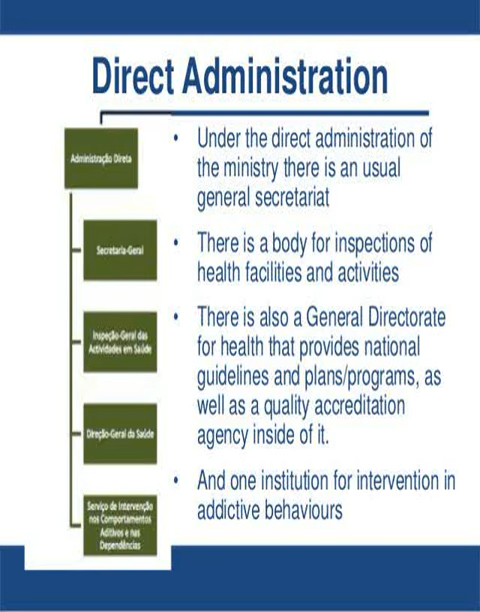 Direct Administration
Administração Direta
Secretaria-Geral
Inspeção-Geral das
Actividades em Saúde
Direção-Geral da Saúde
Serviço de Intervenção
nos Comportamentos
Aditivos e nas
Dependências
• Under the direct administration of
the ministry there is an usual
general secretariat
• There is a body for inspections of
health facilities and activities
• There is also a General Directorate
for health that provides national
guidelines and plans/programs, as
well as a quality accreditation
agency inside of it.
• And one institution for intervention in
addictive behaviours